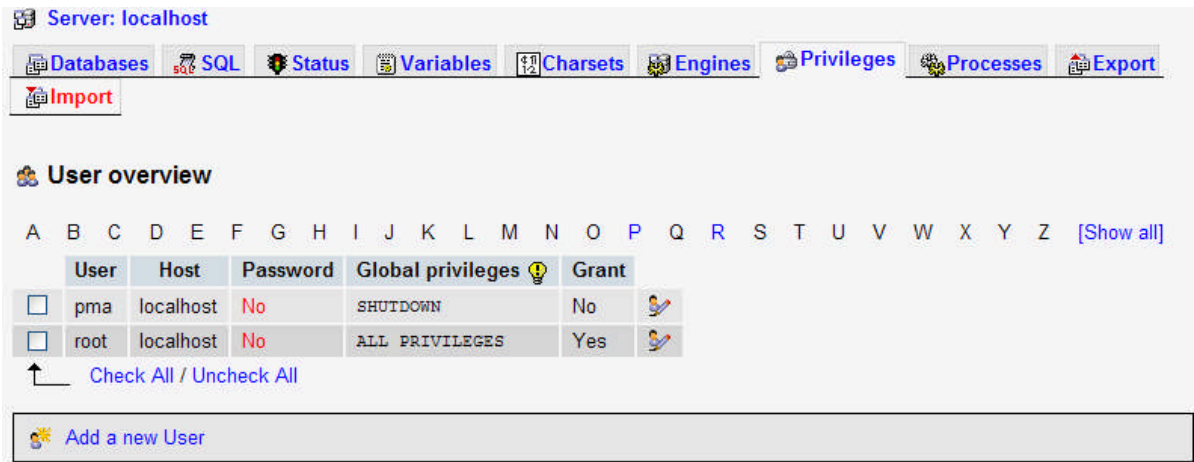 Server: localhost
Databases SQL Status Variables Charsets Engines Privileges Processes Export
Import
User overview
A B C D E F G H I J K L M N O P Q R S T U V W X Y Z [Show all]
User Host Password Global privileges Grant
pma localhost No SHUTDOWN No
root localhost No ALL PRIVILEGES Yes
Check All / Uncheck All
Add a new User